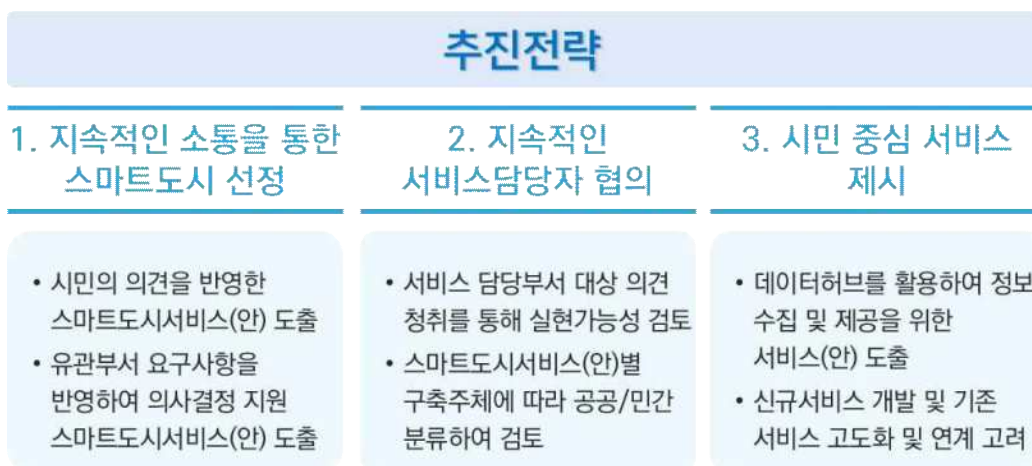 추진전략
1. 지속적인 소통을 통한
스마트도시 선정
2. 지속적인
서비스담당자 협의
3. 시민 중심 서비스
제시
• 시민의 의견을 반영한
스마트도시서비스(안) 도출
• 유관부서 요구사항을
반영하여 의사결정 지원
스마트도시서비스(안) 도출
• 서비스 담당부서 대상 의견
청취를 통해 실현가능성 검토
• 스마트도시서비스(안)별
구축주체에 따라 공공/민간
분류하여 검토
• 데이터허브를 활용하여 정보
수집 및 제공을 위한
서비스(안) 도출
• 신규서비스 개발 및 기존
서비스 고도화 및 연계 고려